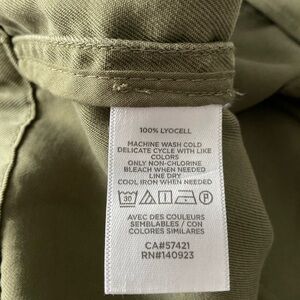 100% LYOCELL
MACHINE WASH COLD
DELICATE CYCLE WITH LIKE
COLORS
ONLY NON-CHLORINE
BLEACH WHEN NEEDED
LINE DRY
COOL IRON WHEN NEEDED
30 P
AVEC DES COULEURS
SEMBLABLES / CON
COLORES SIMILARES
CA#57421
RN#140923